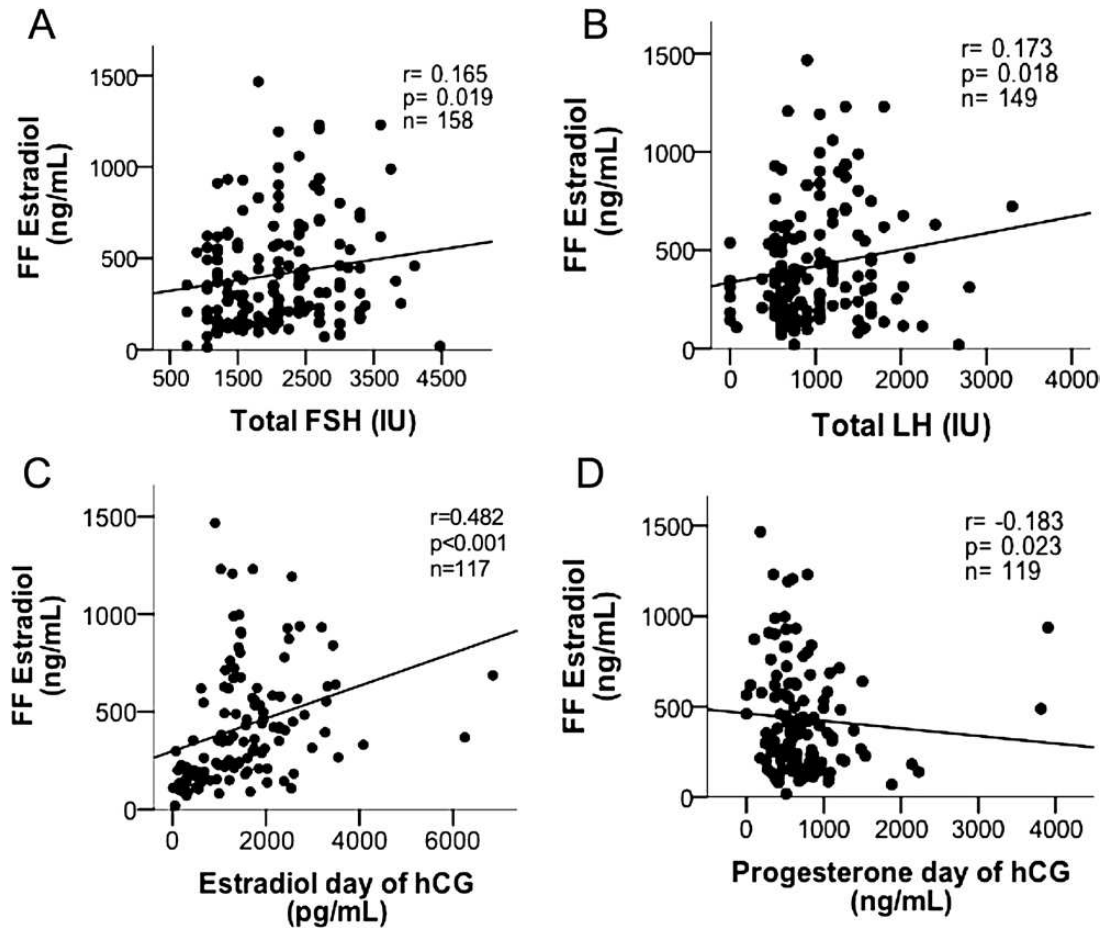 A
FF Estradiol
(ng/mL)
1500
1000
500
0
r= 0.165
p= 0.019
n= 158
500 1500 2500 3500 4500
Total FSH (IU)
B
FF Estradiol
(ng/mL)
1500
1000
500
0
r= 0.173
p= 0.018
n= 149
0 1000 2000 3000 4000
Total LH (IU)
C
FF Estradiol
(ng/mL)
1500
1000
500
0
r=0.482
p<0.001
n=117
0 2000 4000 6000
Estradiol day of hCG
(pg/mL)
D
FF Estradiol
(ng/mL)
1500
1000
500
0
r= -0.183
p= 0.023
n= 119
0 1000 2000 3000 4000
Progesterone day of hCG
(ng/mL)